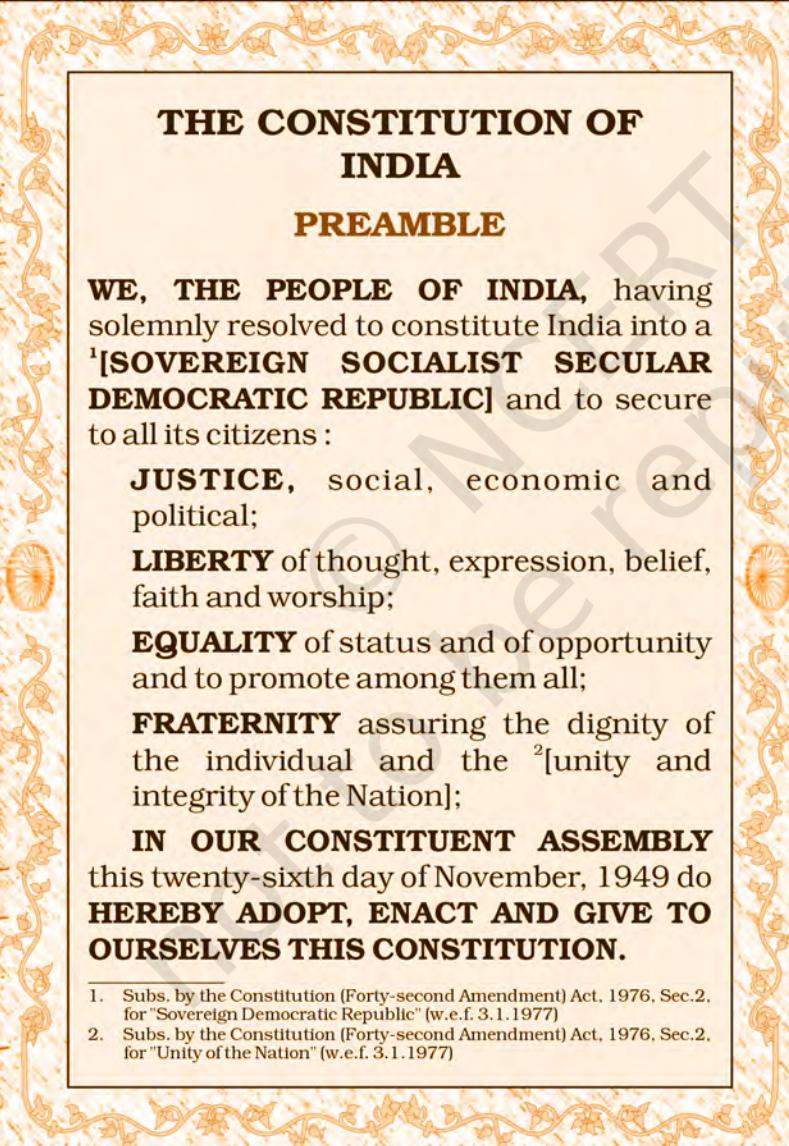 THE CONSTITUTION OF
INDIA
PREAMBLE
WE, THE PEOPLE OF INDIA, having
solemnly resolved to constitute India into a
¹[SOVEREIGN SOCIALIST SECULAR
DEMOCRATIC REPUBLIC] and to secure
to all its citizens :
JUSTICE, social, economic and
political;
LIBERTY of thought, expression, belief,
faith and worship;
EQUALITY of status and of opportunity
and to promote among them all;
FRATERNITY assuring the dignity of
the individual and the ²[unity and
integrity of the Nation];
IN OUR CONSTITUENT ASSEMBLY
this twenty-sixth day of November, 1949 do
HEREBY ADOPT, ENACT AND GIVE TO
OURSELVES THIS CONSTITUTION.
1. Subs. by the Constitution (Forty-second Amendment) Act, 1976, Sec.2,
for "Sovereign Democratic Republic" (w.e.f. 3.1.1977)
2. Subs. by the Constitution (Forty-second Amendment) Act, 1976, Sec.2,
for "Unity of the Nation" (w.e.f. 3.1.1977)
© NCERT
not to be